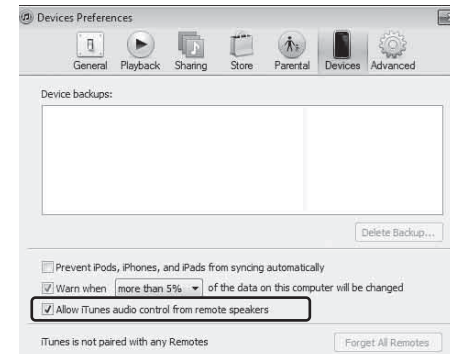 Devices Preferences
General Playback Sharing Store Parental Devices Advanced
Device backups:
Delete Backup...
Prevent iPods, iPhones, and iPads from syncing automatically
Warn when more than 5% of the data on this computer will be changed
Allow iTunes audio control from remote speakers
iTunes is not paired with any Remotes Forget All Remotes